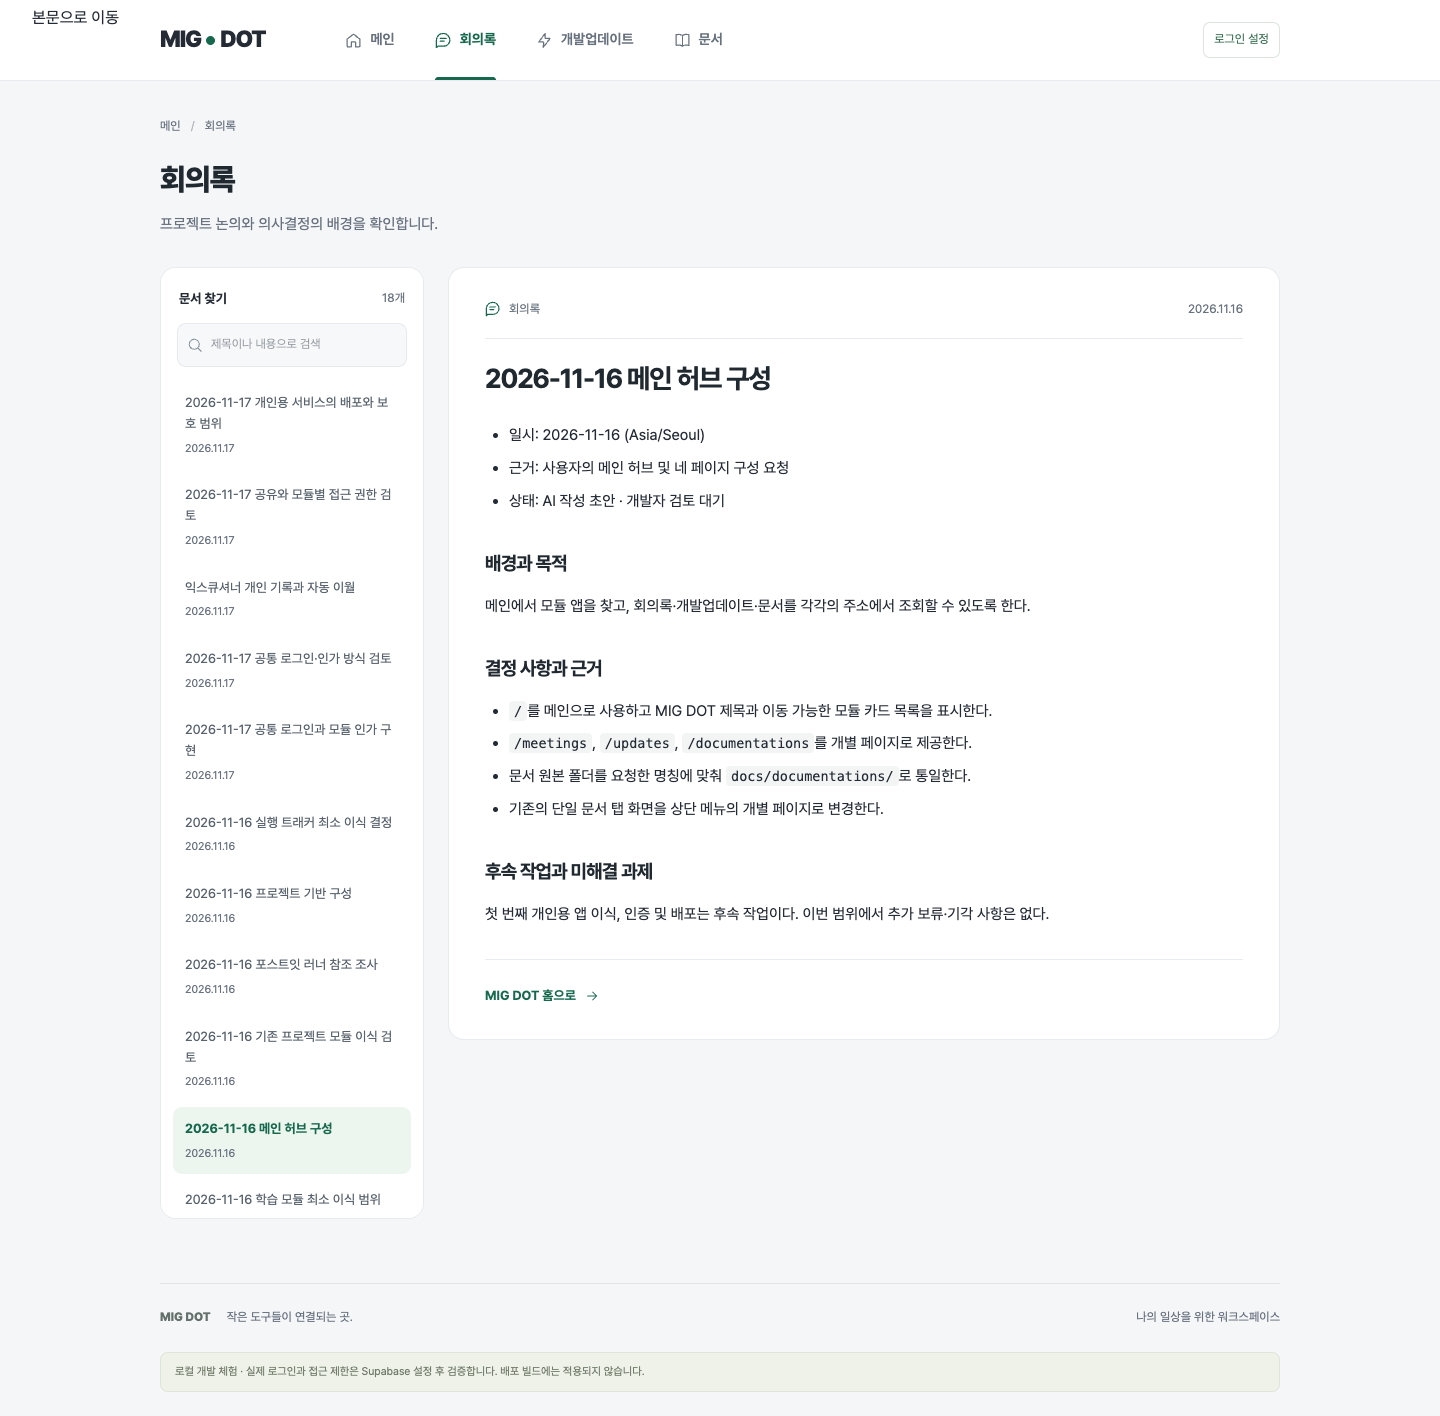 본문으로 이동
MIG DOT
메인
회의록
개발업데이트
문서
로그인 설정
메인 / 회의록
회의록
프로젝트 논의와 의사결정의 배경을 확인합니다.
문서 찾기
18개
제목이나 내용으로 검색
2026-11-17 개인용 서비스의 배포와 보
호 범위
2026.11.17
2026-11-17 공유와 모듈별 접근 권한 검
토
2026.11.17
익스큐셔너 개인 기록과 자동 이월
2026.11.17
2026-11-17 공통 로그인·인가 방식 검토
2026.11.17
2026-11-17 공통 로그인과 모듈 인가 구
현
2026.11.17
2026-11-16 실행 트래커 최소 이식 결정
2026.11.16
2026-11-16 프로젝트 기반 구성
2026.11.16
2026-11-16 포스트잇 러너 참조 조사
2026.11.16
2026-11-16 기존 프로젝트 모듈 이식 검
토
2026.11.16
2026-11-16 메인 허브 구성
2026.11.16
2026-11-16 학습 모듈 최소 이식 범위
회의록
2026.11.16
2026-11-16 메인 허브 구성
• 일시: 2026-11-16 (Asia/Seoul)
• 근거: 사용자의 메인 허브 및 네 페이지 구성 요청
• 상태: AI 작성 초안 · 개발자 검토 대기
배경과 목적
메인에서 모듈 앱을 찾고, 회의록·개발업데이트·문서를 각각의 주소에서 조회할 수 있도록 한다.
결정 사항과 근거
• / 를 메인으로 사용하고 MIG DOT 제목과 이동 가능한 모듈 카드 목록을 표시한다.
• /meetings , /updates , /documentations 를 개별 페이지로 제공한다.
• 문서 원본 폴더를 요청한 명칭에 맞춰 docs/documentations/ 로 통일한다.
• 기존의 단일 문서 탭 화면을 상단 메뉴의 개별 페이지로 변경한다.
후속 작업과 미해결 과제
첫 번째 개인용 앱 이식, 인증 및 배포는 후속 작업이다. 이번 범위에서 추가 보류·기각 사항은 없다.
MIG DOT 홈으로 →
MIG DOT 작은 도구들이 연결되는 곳.
나의 일상을 위한 워크스페이스
로컬 개발 체험 · 실제 로그인과 접근 제한은 Supabase 설정 후 검증합니다. 배포 빌드에는 적용되지 않습니다.